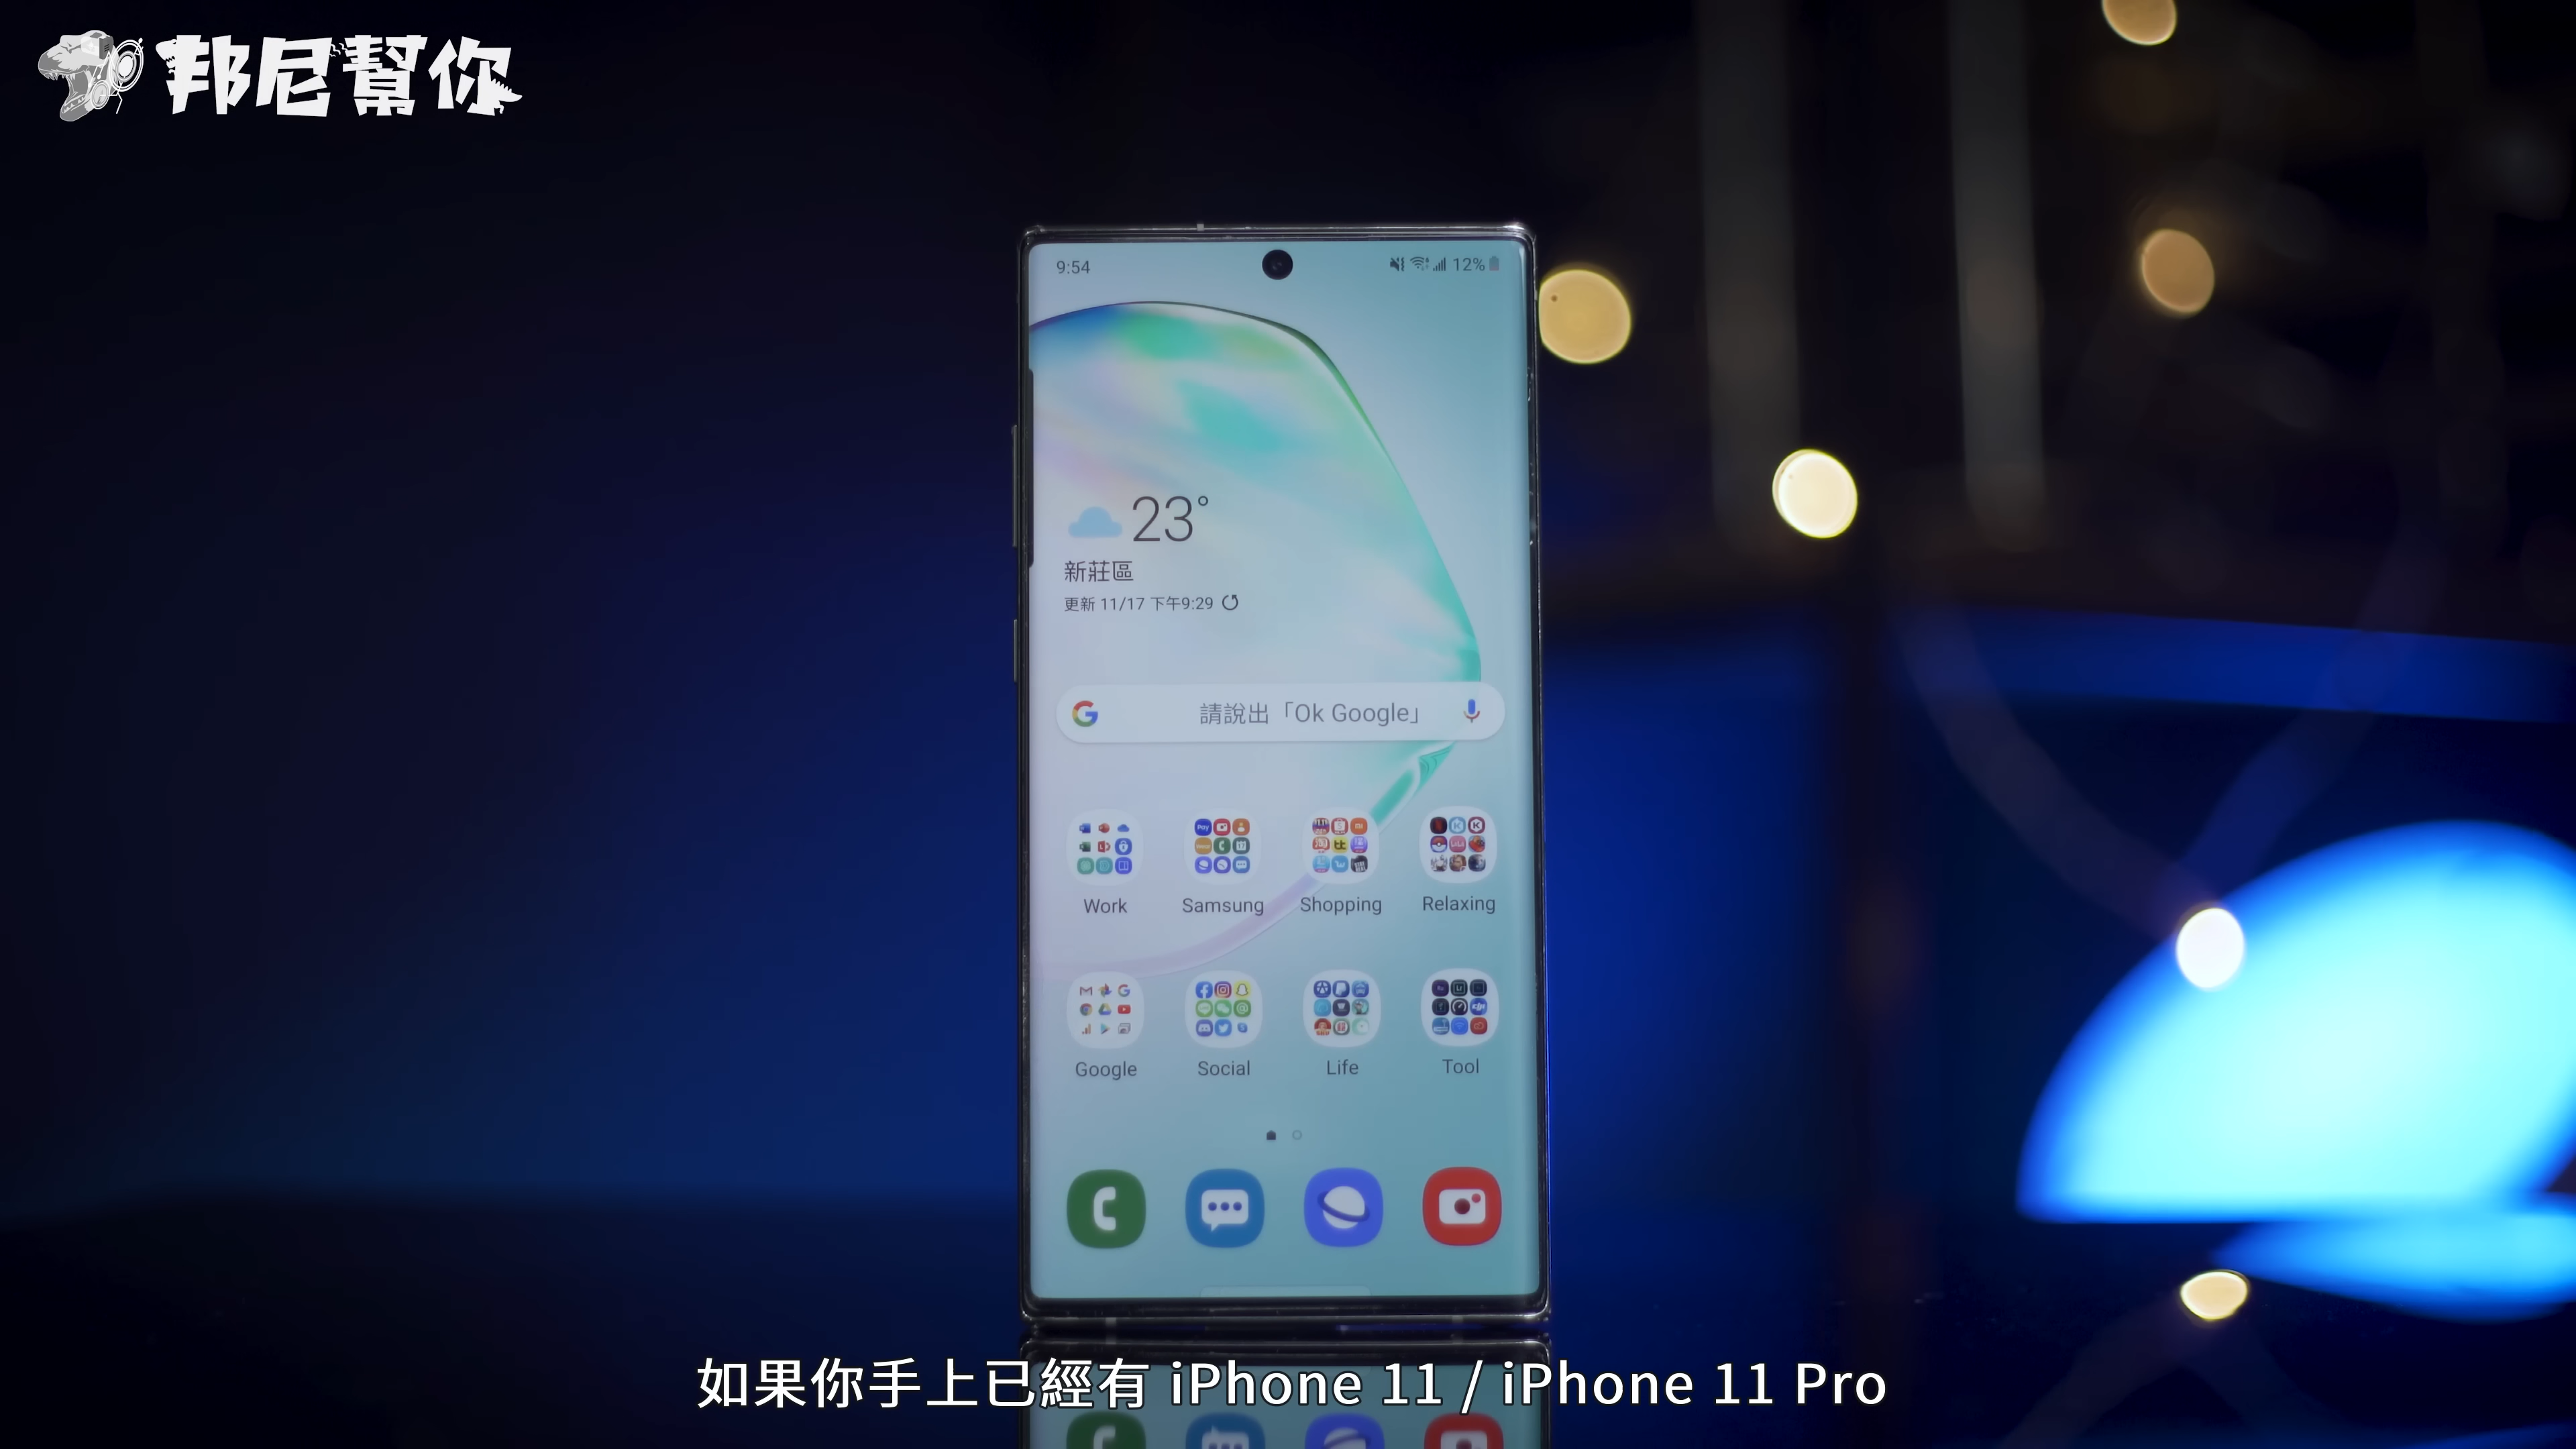 邦尼幫你
9:54
12%
23°
新莊區
更新 11/17 下午9:29
請說出「Ok Google」
Work Samsung Shopping Relaxing
Google Social Life Tool
如果你手上已經有 iPhone 11 / iPhone 11 Pro